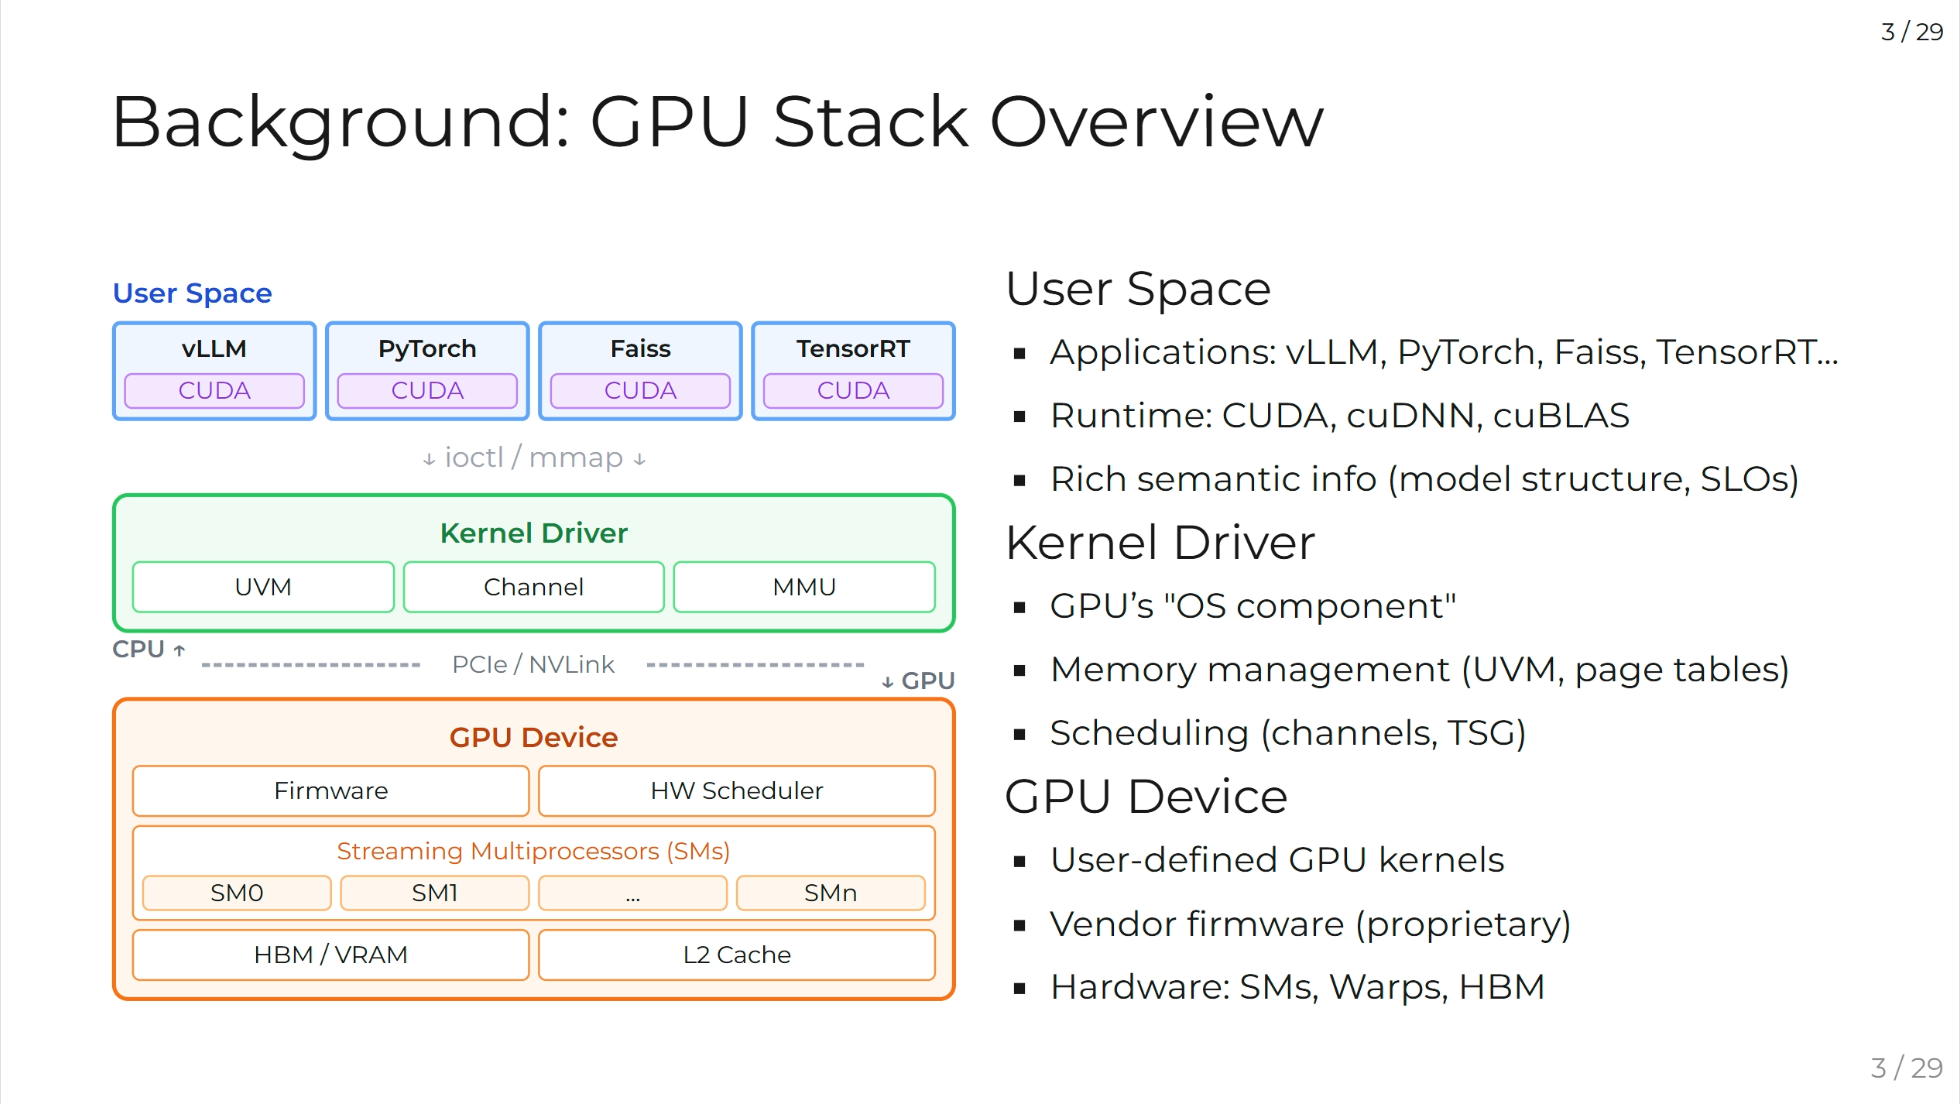 3 / 29
Background: GPU Stack Overview
User Space
vLLM
CUDA
PyTorch
CUDA
Faiss
CUDA
TensorRT
CUDA
↓ ioctl / mmap ↓
Kernel Driver
UVM
Channel
MMU
CPU ↑
PCIe / NVLink
↓ GPU
GPU Device
Firmware
HW Scheduler
Streaming Multiprocessors (SMs)
SM0
SM1
...
SMn
HBM / VRAM
L2 Cache
User Space
▪ Applications: vLLM, PyTorch, Faiss, TensorRT...
▪ Runtime: CUDA, cuDNN, cuBLAS
▪ Rich semantic info (model structure, SLOs)
Kernel Driver
▪ GPU’s "OS component"
▪ Memory management (UVM, page tables)
▪ Scheduling (channels, TSG)
GPU Device
▪ User-defined GPU kernels
▪ Vendor firmware (proprietary)
▪ Hardware: SMs, Warps, HBM
3 / 29